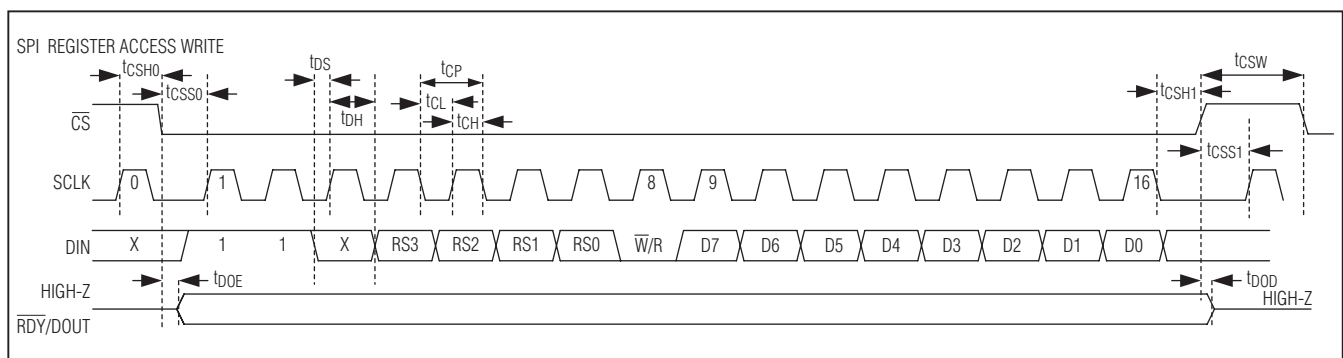 SPI REGISTER ACCESS WRITE
tCSH0
tCSS0
tDS
tDH
tCP
tCL
tCH
tCSH1
tCSW
tCSS1
CS
SCLK 0 1 8 9 16
DIN X 1 1 X RS3 RS2 RS1 RS0 W/R D7 D6 D5 D4 D3 D2 D1 D0
tDOE
tDOD
HIGH-Z
HIGH-Z
RDY/DOUT